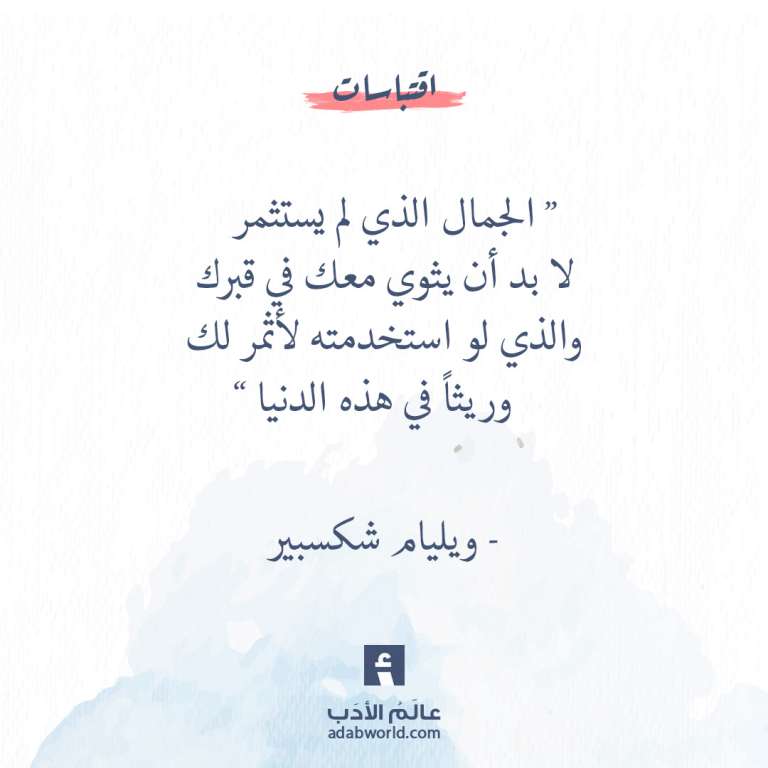 اقتباسات
” الجمال الذي لم يستثمر
لا بد أن يثوي معك في قبرك
والذي لو استخدمته لأثمر لك
وريثاً في هذه الدنيا “
- ويليام شكسبير
أ
عالَمُ الأدَب
adabworld.com